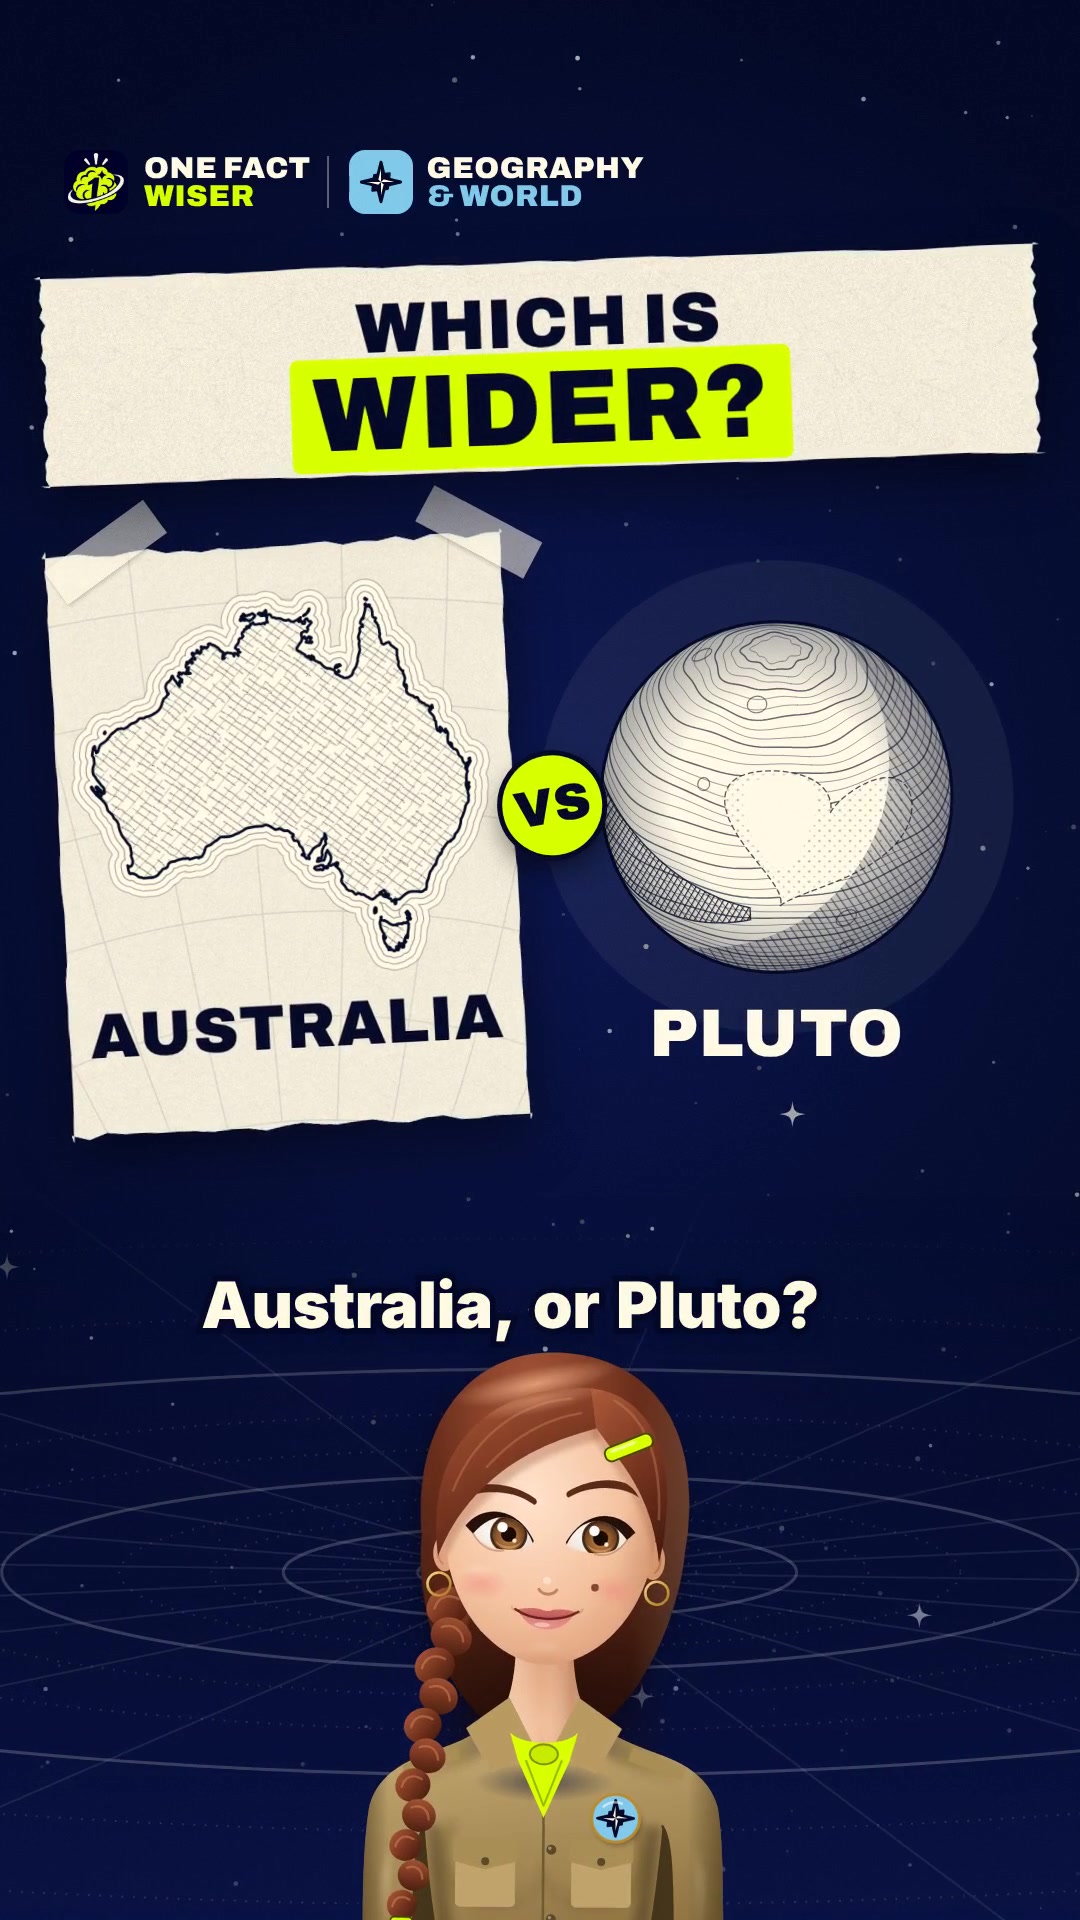 ONE FACT
WISER
GEOGRAPHY
& WORLD
WHICH IS
WIDER?
VS
AUSTRALIA
PLUTO
Australia, or Pluto?